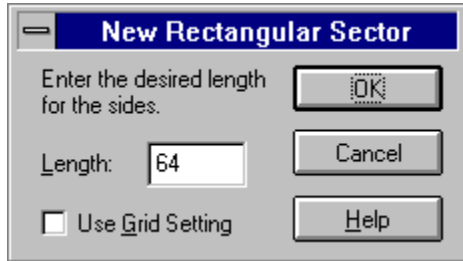 New Rectangular Sector
Enter the desired length
for the sides.
OK
Length:
64
Cancel
Use Grid Setting
Help